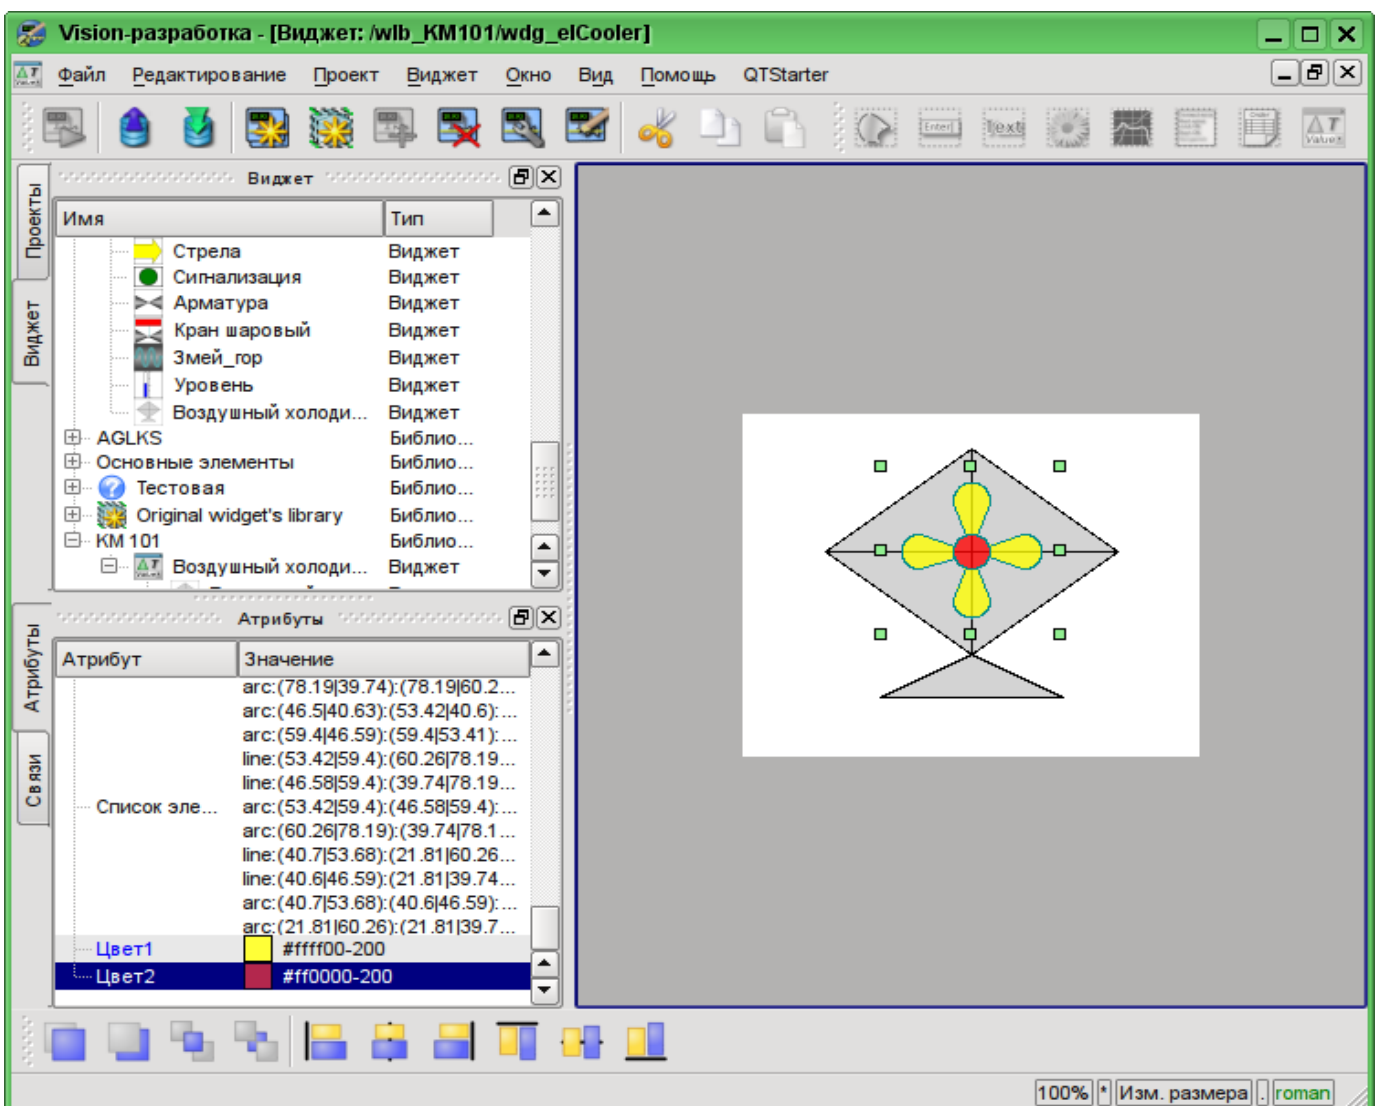 Vision-разработка - [Виджет: /wlb_KM101/wdg_elCooler]
Файл Редактирование Проект Виджет Окно Вид Помощь QTStarter
Enter
Text
Проекты
Виджет
Виджет
Имя Тип
Стрела Виджет
Сигнализация Виджет
Арматура Виджет
Кран шаровый Виджет
Змей_гор Виджет
Уровень Виджет
Воздушный холоди... Виджет
AGLKS Библио...
Основные элементы Библио...
Тестовая Библио...
Original widget's library Библио...
КМ 101 Библио...
Воздушный холоди... Виджет
Атрибуты
Связи
Атрибуты
Атрибут Значение
arc:(78.19|39.74):(78.19|60.2...
arc:(46.5|40.63):(53.42|40.6):...
arc:(59.4|46.59):(59.4|53.41):...
line:(53.42|59.4):(60.26|78.19...
line:(46.58|59.4):(39.74|78.19...
Список эле... arc:(53.42|59.4):(46.58|59.4):...
arc:(60.26|78.19):(39.74|78.1...
line:(40.7|53.68):(21.81|60.26...
line:(40.6|46.59):(21.81|39.74...
arc:(40.7|53.68):(40.6|46.59):...
arc:(21.81|60.26):(21.81|39.7...
Цвет1 #ffff00-200
Цвет2 #ff0000-200
100% * Изм. размера . roman